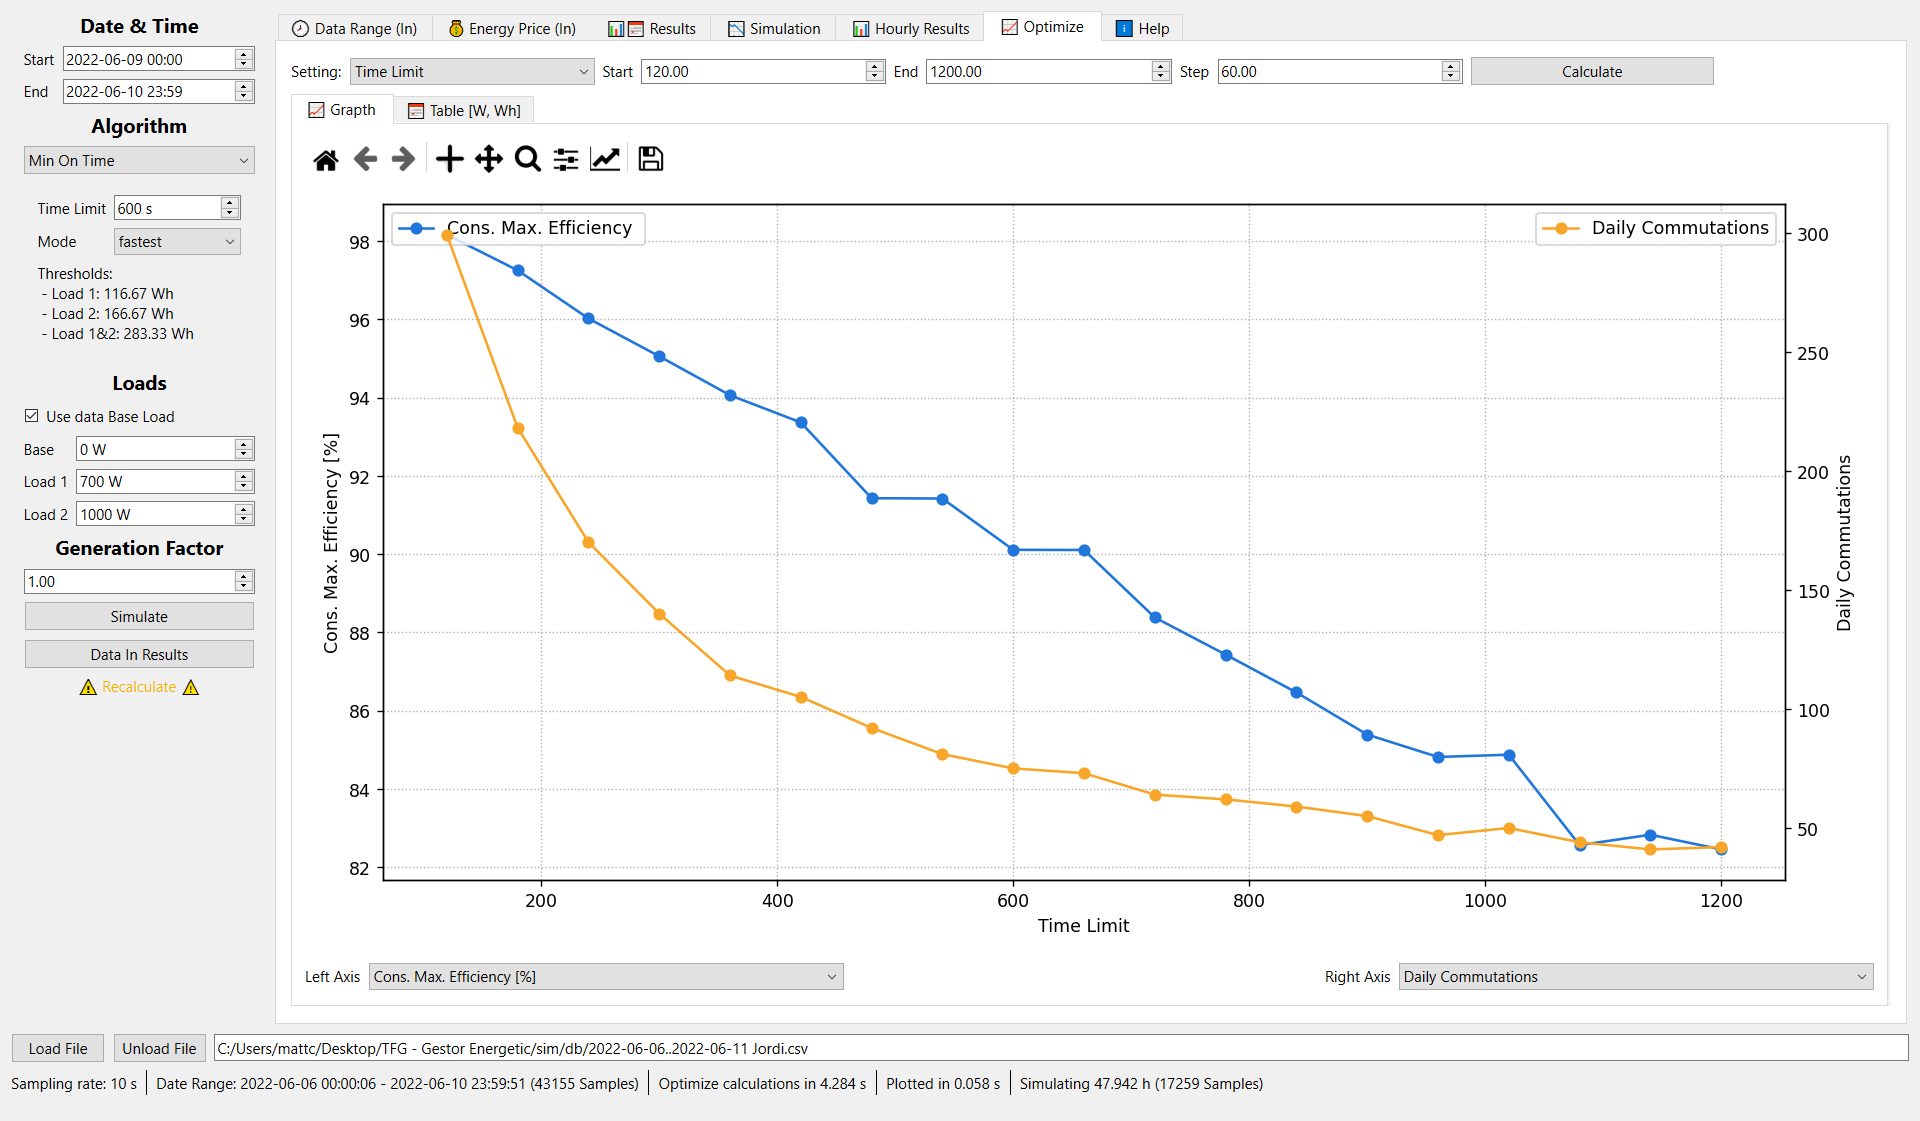 Date & Time
Start 2022-06-09 00:00
End 2022-06-10 23:59
Algorithm
Min On Time
Time Limit 600 s
Mode fastest
Thresholds:
- Load 1: 116.67 Wh
- Load 2: 166.67 Wh
- Load 1&2: 283.33 Wh
Loads
Use data Base Load
Base 0 W
Load 1 700 W
Load 2 1000 W
Generation Factor
1.00
Simulate
Data In Results
Recalculate
Data Range (In) Energy Price (In) Results Simulation Hourly Results Optimize Help
Setting: Time Limit Start 120.00 End 1200.00 Step 60.00 Calculate
Grapth Table [W, Wh]
Cons. Max. Efficiency
Daily Commutations
Cons. Max. Efficiency [%]
98
96
94
92
90
88
86
84
82
300
250
200
150
100
50
Daily Commutations
200 400 600 800 1000 1200
Time Limit
Left Axis Cons. Max. Efficiency [%] Right Axis Daily Commutations
Load File Unload File C:/Users/mattc/Desktop/TFG - Gestor Energetic/sim/db/2022-06-06..2022-06-11 Jordi.csv
Sampling rate: 10 s Date Range: 2022-06-06 00:00:06 - 2022-06-10 23:59:51 (43155 Samples) Optimize calculations in 4.284 s Plotted in 0.058 s Simulating 47.942 h (17259 Samples)